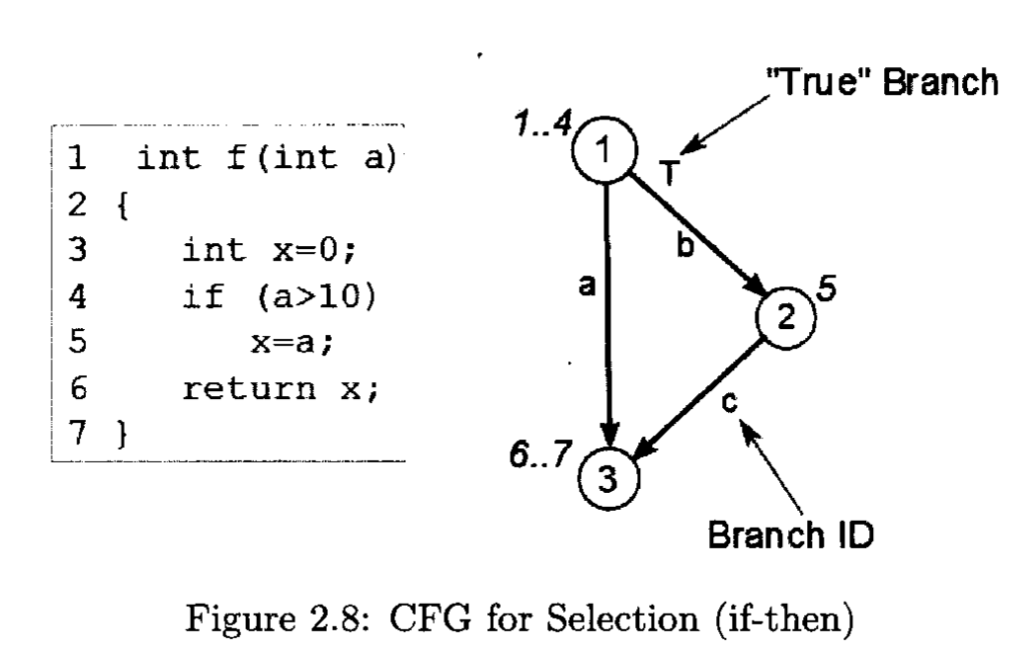 1 int f(int a)
2 {
3 int x=0;
4 if (a>10)
5 x=a;
6 return x;
7 }
"True" Branch
1..4
1
T
b
a
5
2
c
6..7
3
Branch ID
Figure 2.8: CFG for Selection (if-then)